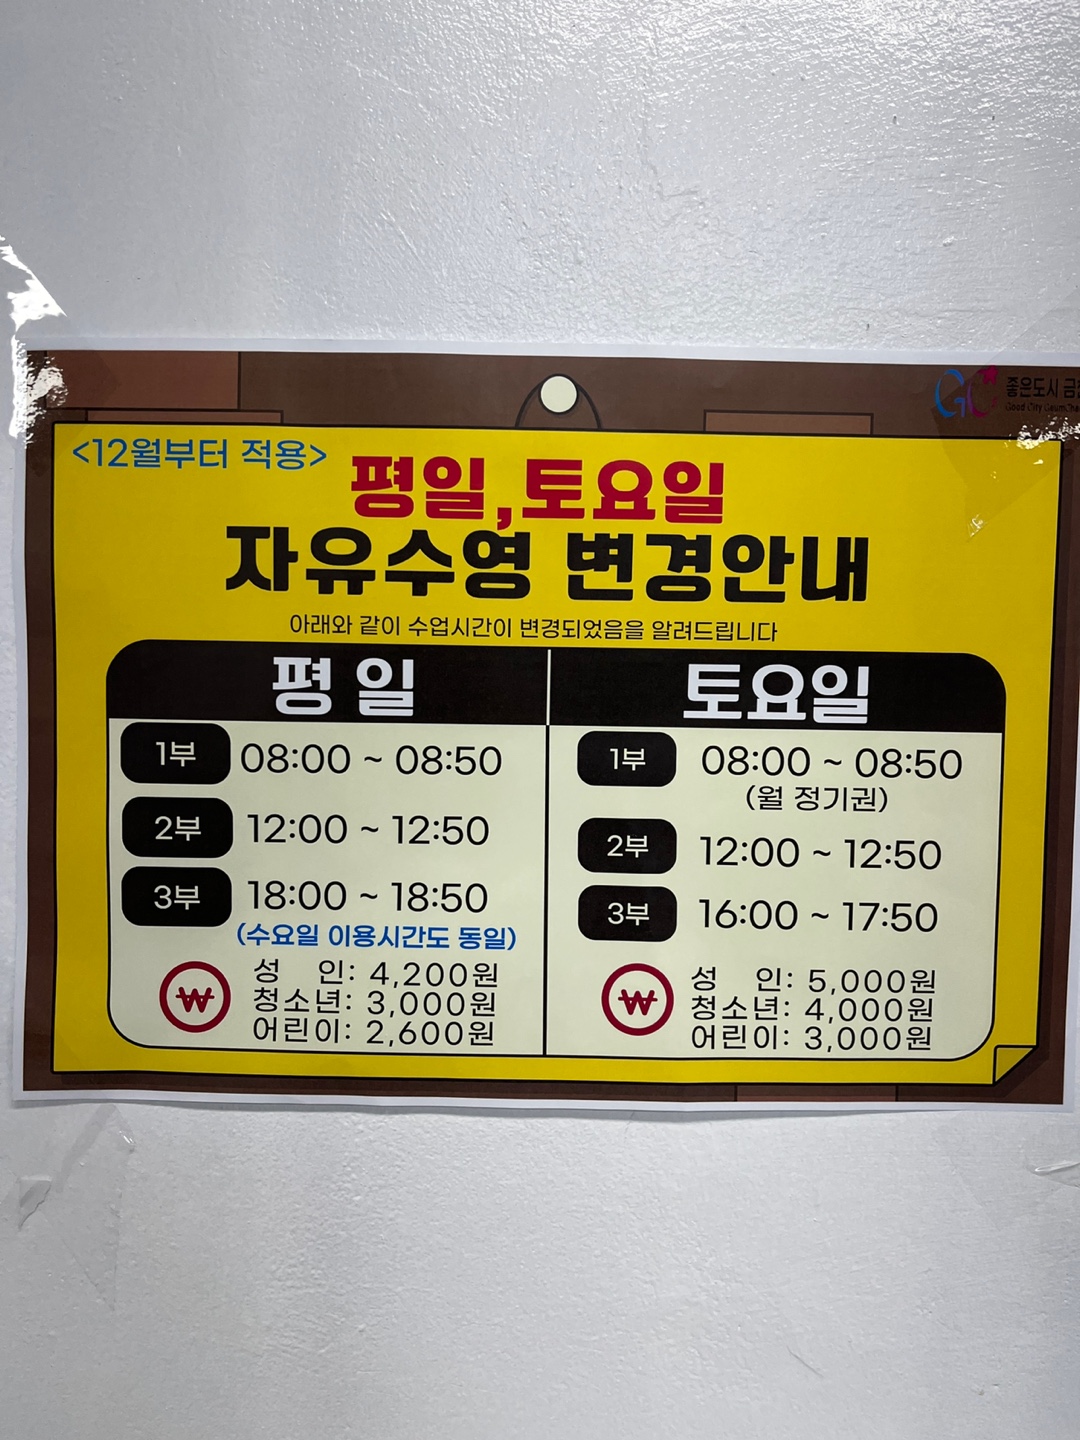 좋은도시 금
Good City
<12월부터 적용>
평일,토요일
자유수영 변경안내
아래와 같이 수업시간이 변경되었음을 알려드립니다
평 일
1부 08:00 ~ 08:50
2부 12:00 ~ 12:50
3부 18:00 ~ 18:50
(수요일 이용시간도 동일)
₩
성 인: 4,200원
청소년: 3,000원
어린이: 2,600원
토요일
1부 08:00 ~ 08:50
(월 정기권)
2부 12:00 ~ 12:50
3부 16:00 ~ 17:50
₩
성 인: 5,000원
청소년: 4,000원
어린이: 3,000원